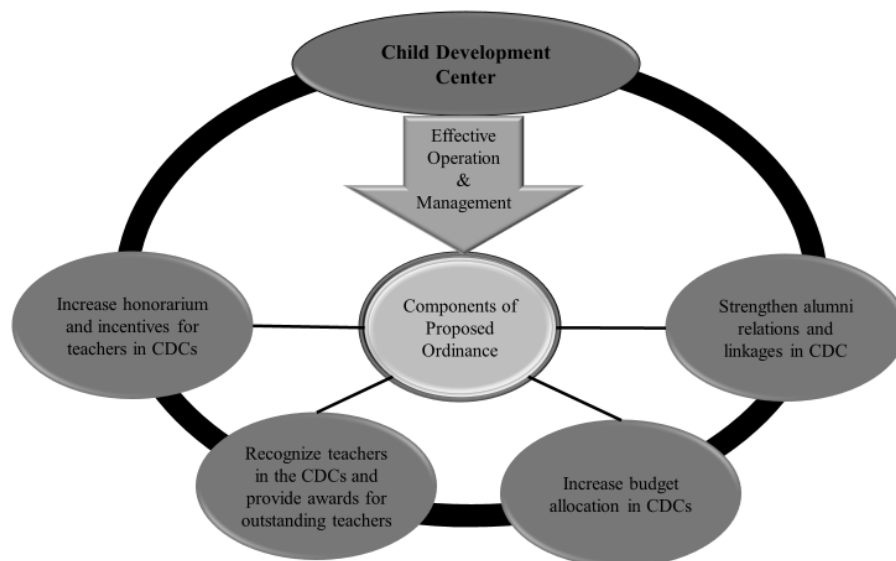 Child Development
Center
Effective
Operation
&
Management
Components of
Proposed
Ordinance
Increase honorarium
and incentives for
teachers in CDCs
Strengthen alumni
relations and
linkages in CDC
Recognize teachers
in the CDCs and
provide awards for
outstanding teachers
Increase budget
allocation in CDCs